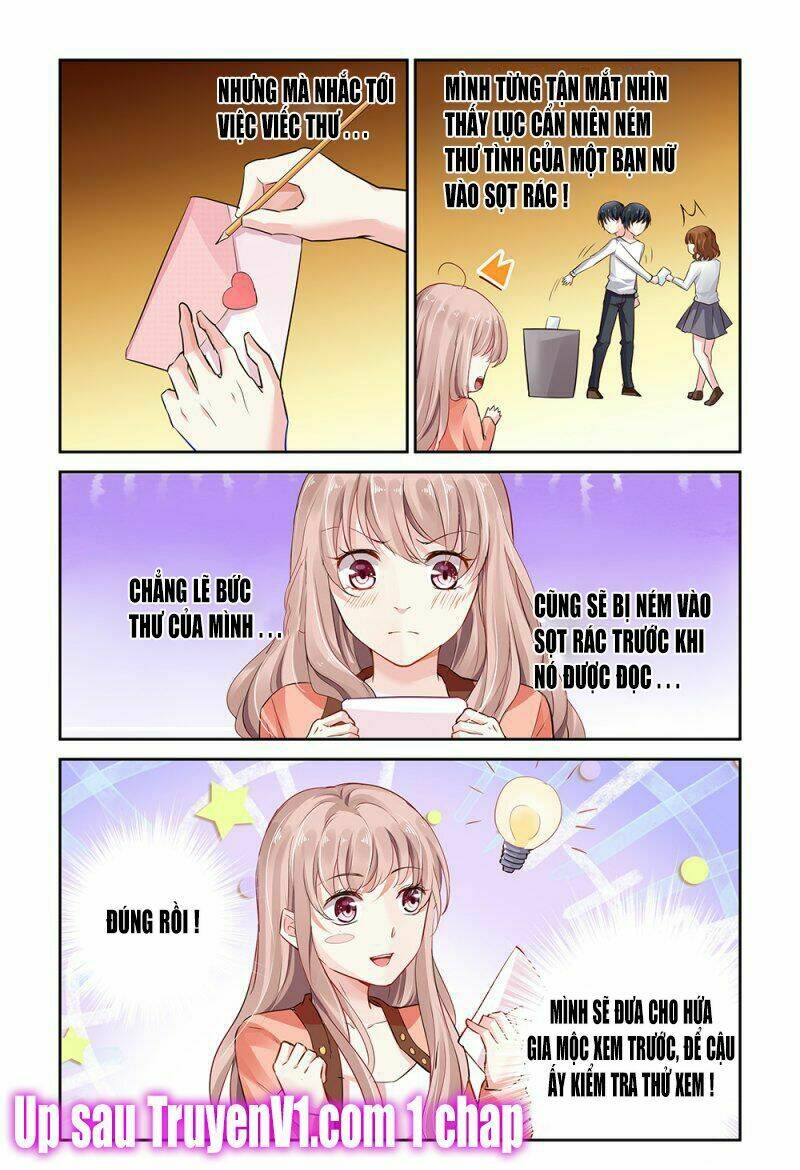 NHƯNG MÀ NHẮC TỚI
VIỆC VIẾC THƯ . . .
MÌNH TỪNG TẬN MẮT NHÌN
THẤY LỤC CẨN NIÊN NÉM
THƯ TÌNH CỦA MỘT BẠN NỮ
VÀO SỌT RÁC !
CHẲNG LẼ BỨC
THƯ CỦA MÌNH . . .
CŨNG SẼ BỊ NÉM VÀO
SỌT RÁC TRƯỚC KHI
NÓ ĐƯỢC ĐỌC . . .
ĐÚNG RỒI !
MÌNH SẼ ĐƯA CHO HỨA
GIA MỘC XEM TRƯỚC, ĐỂ CẬU
ẤY KIỂM TRA THỬ XEM !
Up sau TruyenV1.com 1 chap